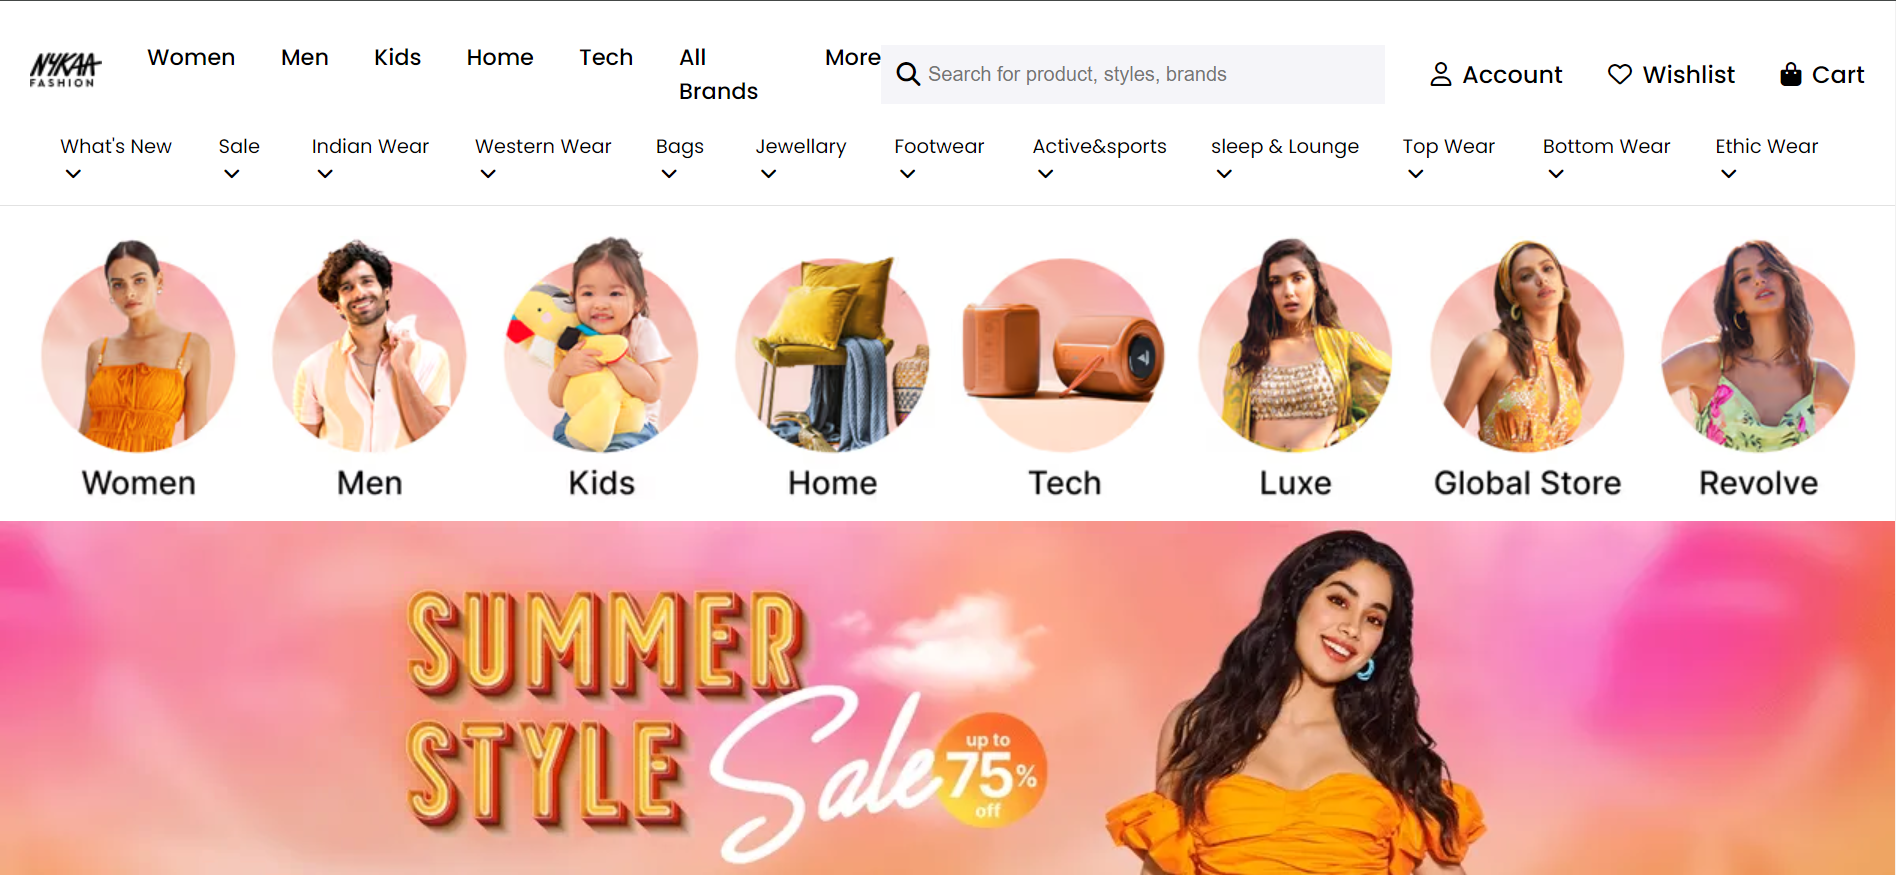 NYKAA
FASHION
Women
Men
Kids
Home
Tech
All
Brands
More
Search for product, styles, brands
Account
Wishlist
Cart
What's New
Sale
Indian Wear
Western Wear
Bags
Jewellary
Footwear
Active&sports
sleep & Lounge
Top Wear
Bottom Wear
Ethic Wear
Women
Men
Kids
Home
Tech
Luxe
Global Store
Revolve
SUMMER
STYLE Sale
up to
75%
off